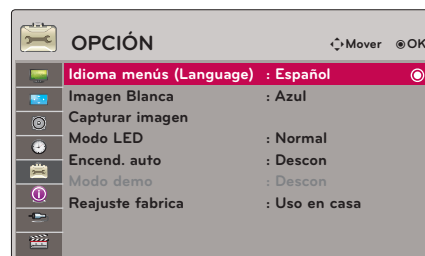 OPCIÓN Mover OK
Idioma menús (Language) : Español
Imagen Blanca : Azul
Capturar imagen
Modo LED : Normal
Encend. auto : Descon
Modo demo : Descon
Reajuste fabrica : Uso en casa